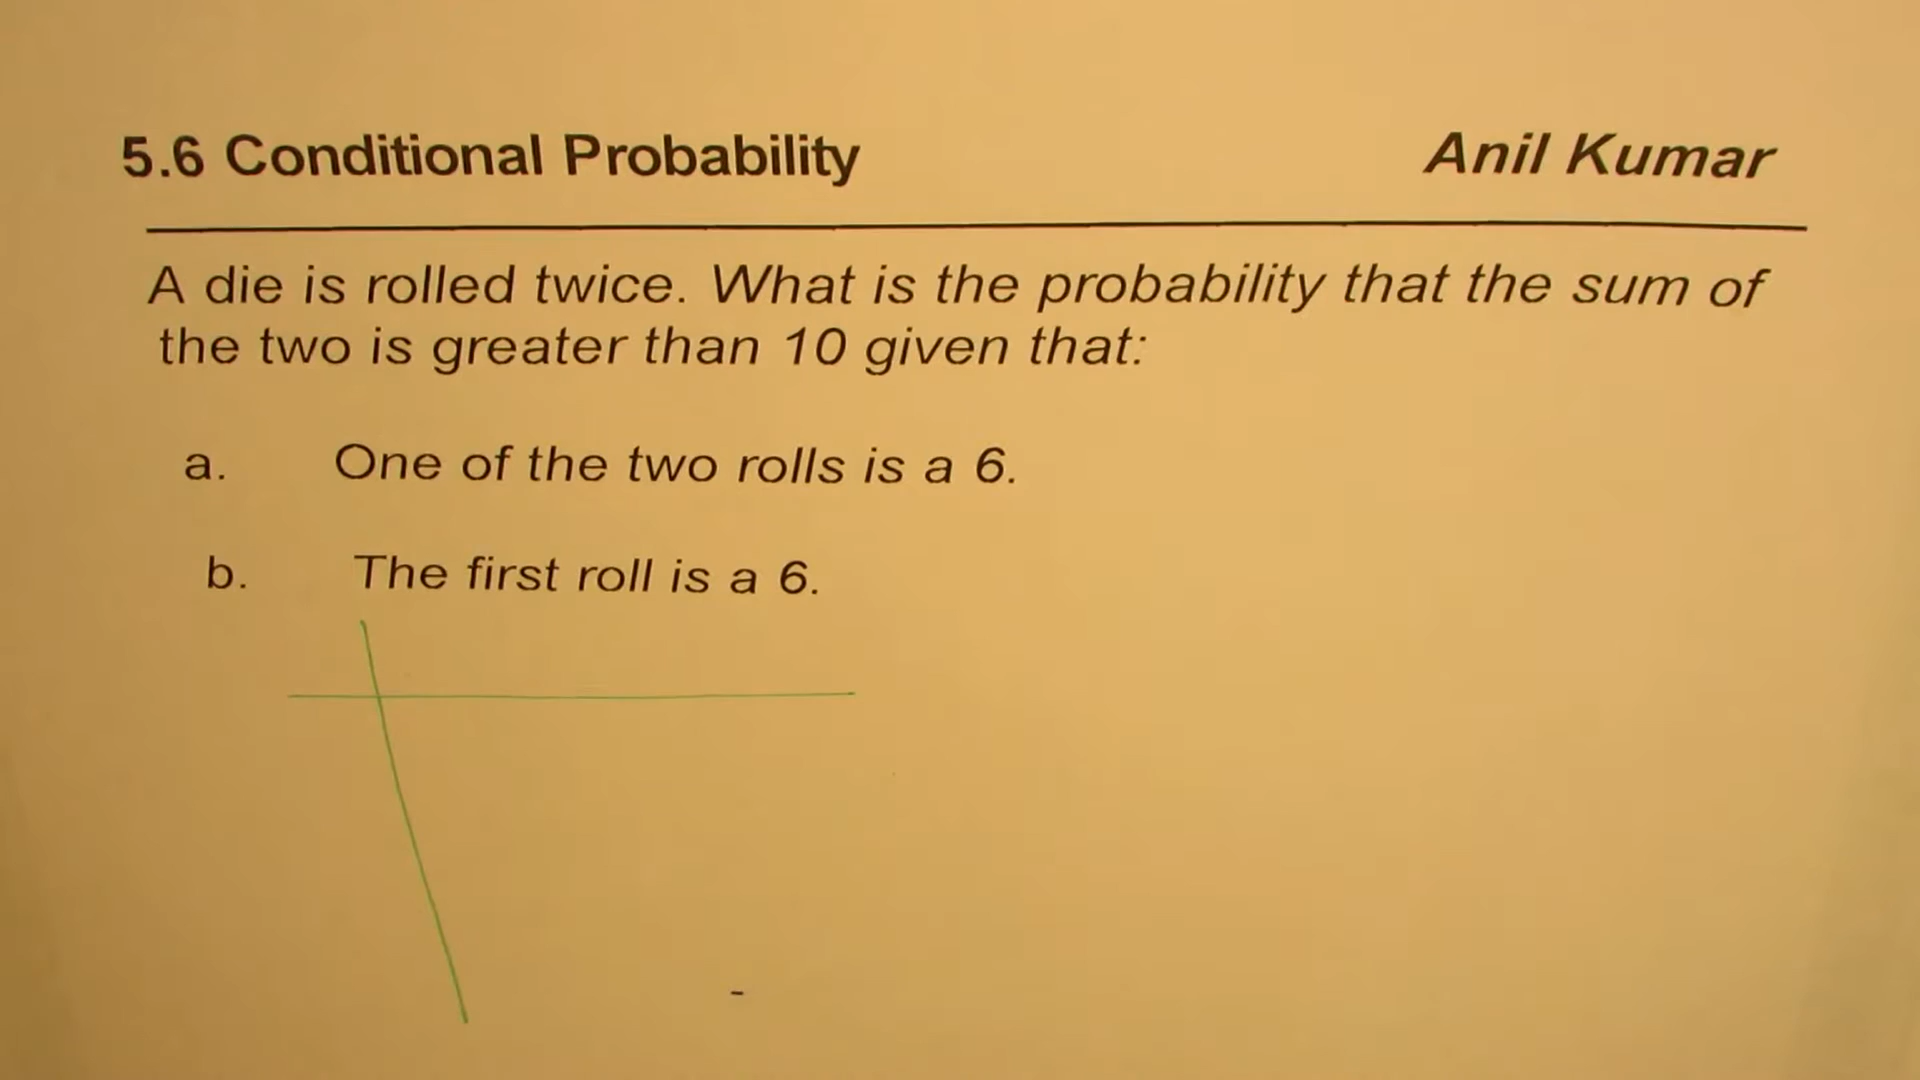 5.6 Conditional Probability Anil Kumar
A die is rolled twice. What is the probability that the sum of
the two is greater than 10 given that:
a. One of the two rolls is a 6.
b. The first roll is a 6.